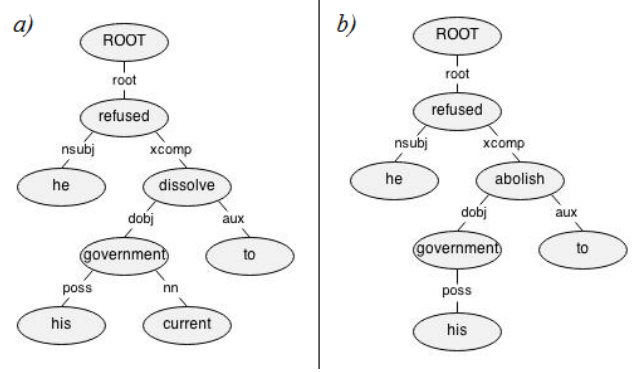 a)
ROOT
root
refused
nsubj xcomp
he dissolve
dobj aux
government to
poss nn
his current
b)
ROOT
root
refused
nsubj xcomp
he abolish
dobj aux
government to
poss
his